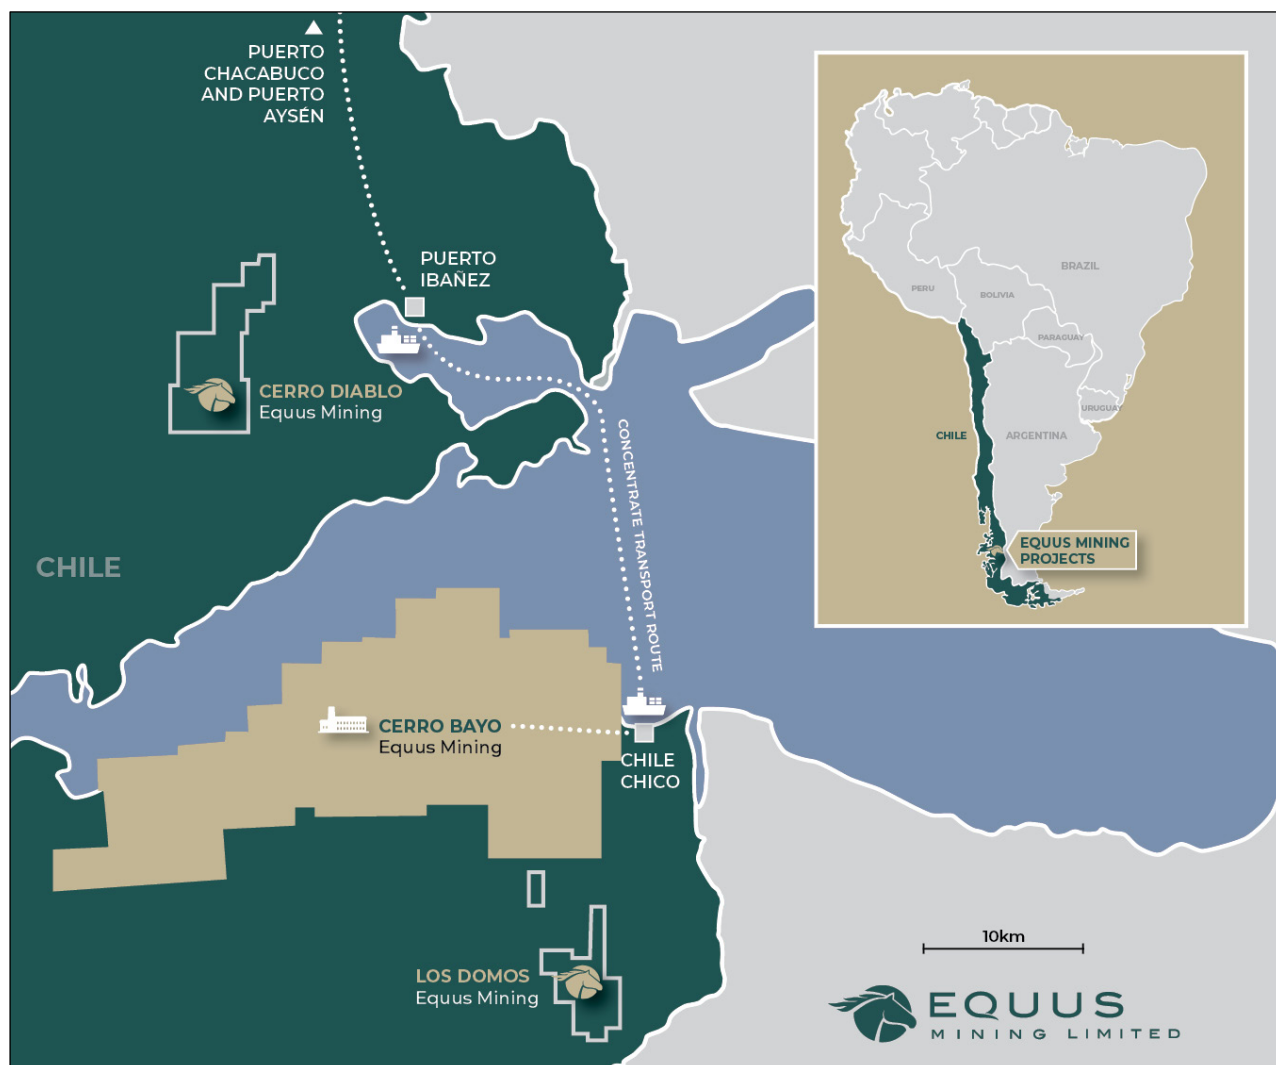 PUERTO
CHACABUCO
AND PUERTO
AYSÉN
PUERTO
IBAÑEZ
CERRO DIABLO
Equus Mining
CONCENTRATE TRANSPORT ROUTE
CHILE
CERRO BAYO
Equus Mining
CHILE
CHICO
LOS DOMOS
Equus Mining
BRAZIL
PERU
BOLIVIA
PARAGUAY
URUGUAY
CHILE
ARGENTINA
EQUUS MINING
PROJECTS
10km
EQUUS
MINING LIMITED